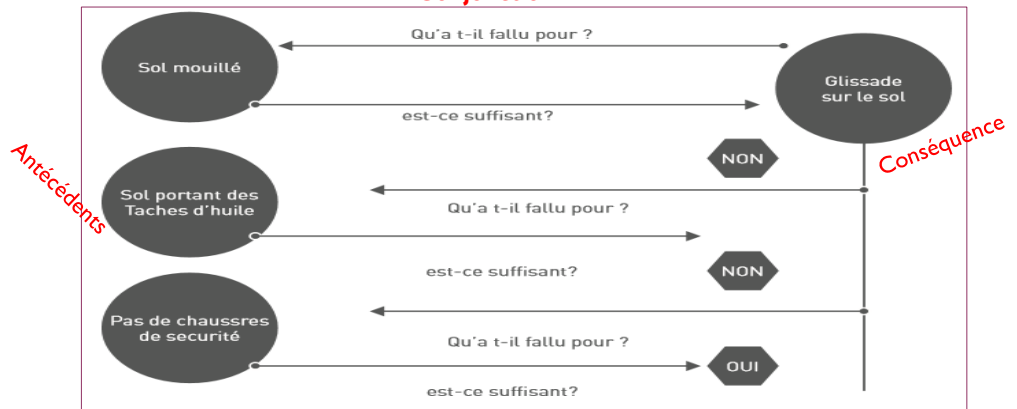 Qu'a t-il fallu pour ?
Sol mouillé
Glissade
sur le sol
est-ce suffisant?
Conséquence
NON
Antécédents
Sol portant des
Taches d'huile
Qu'a t-il fallu pour ?
est-ce suffisant?
NON
Pas de chaussres
de securité
Qu'a t-il fallu pour ?
est-ce suffisant?
OUI